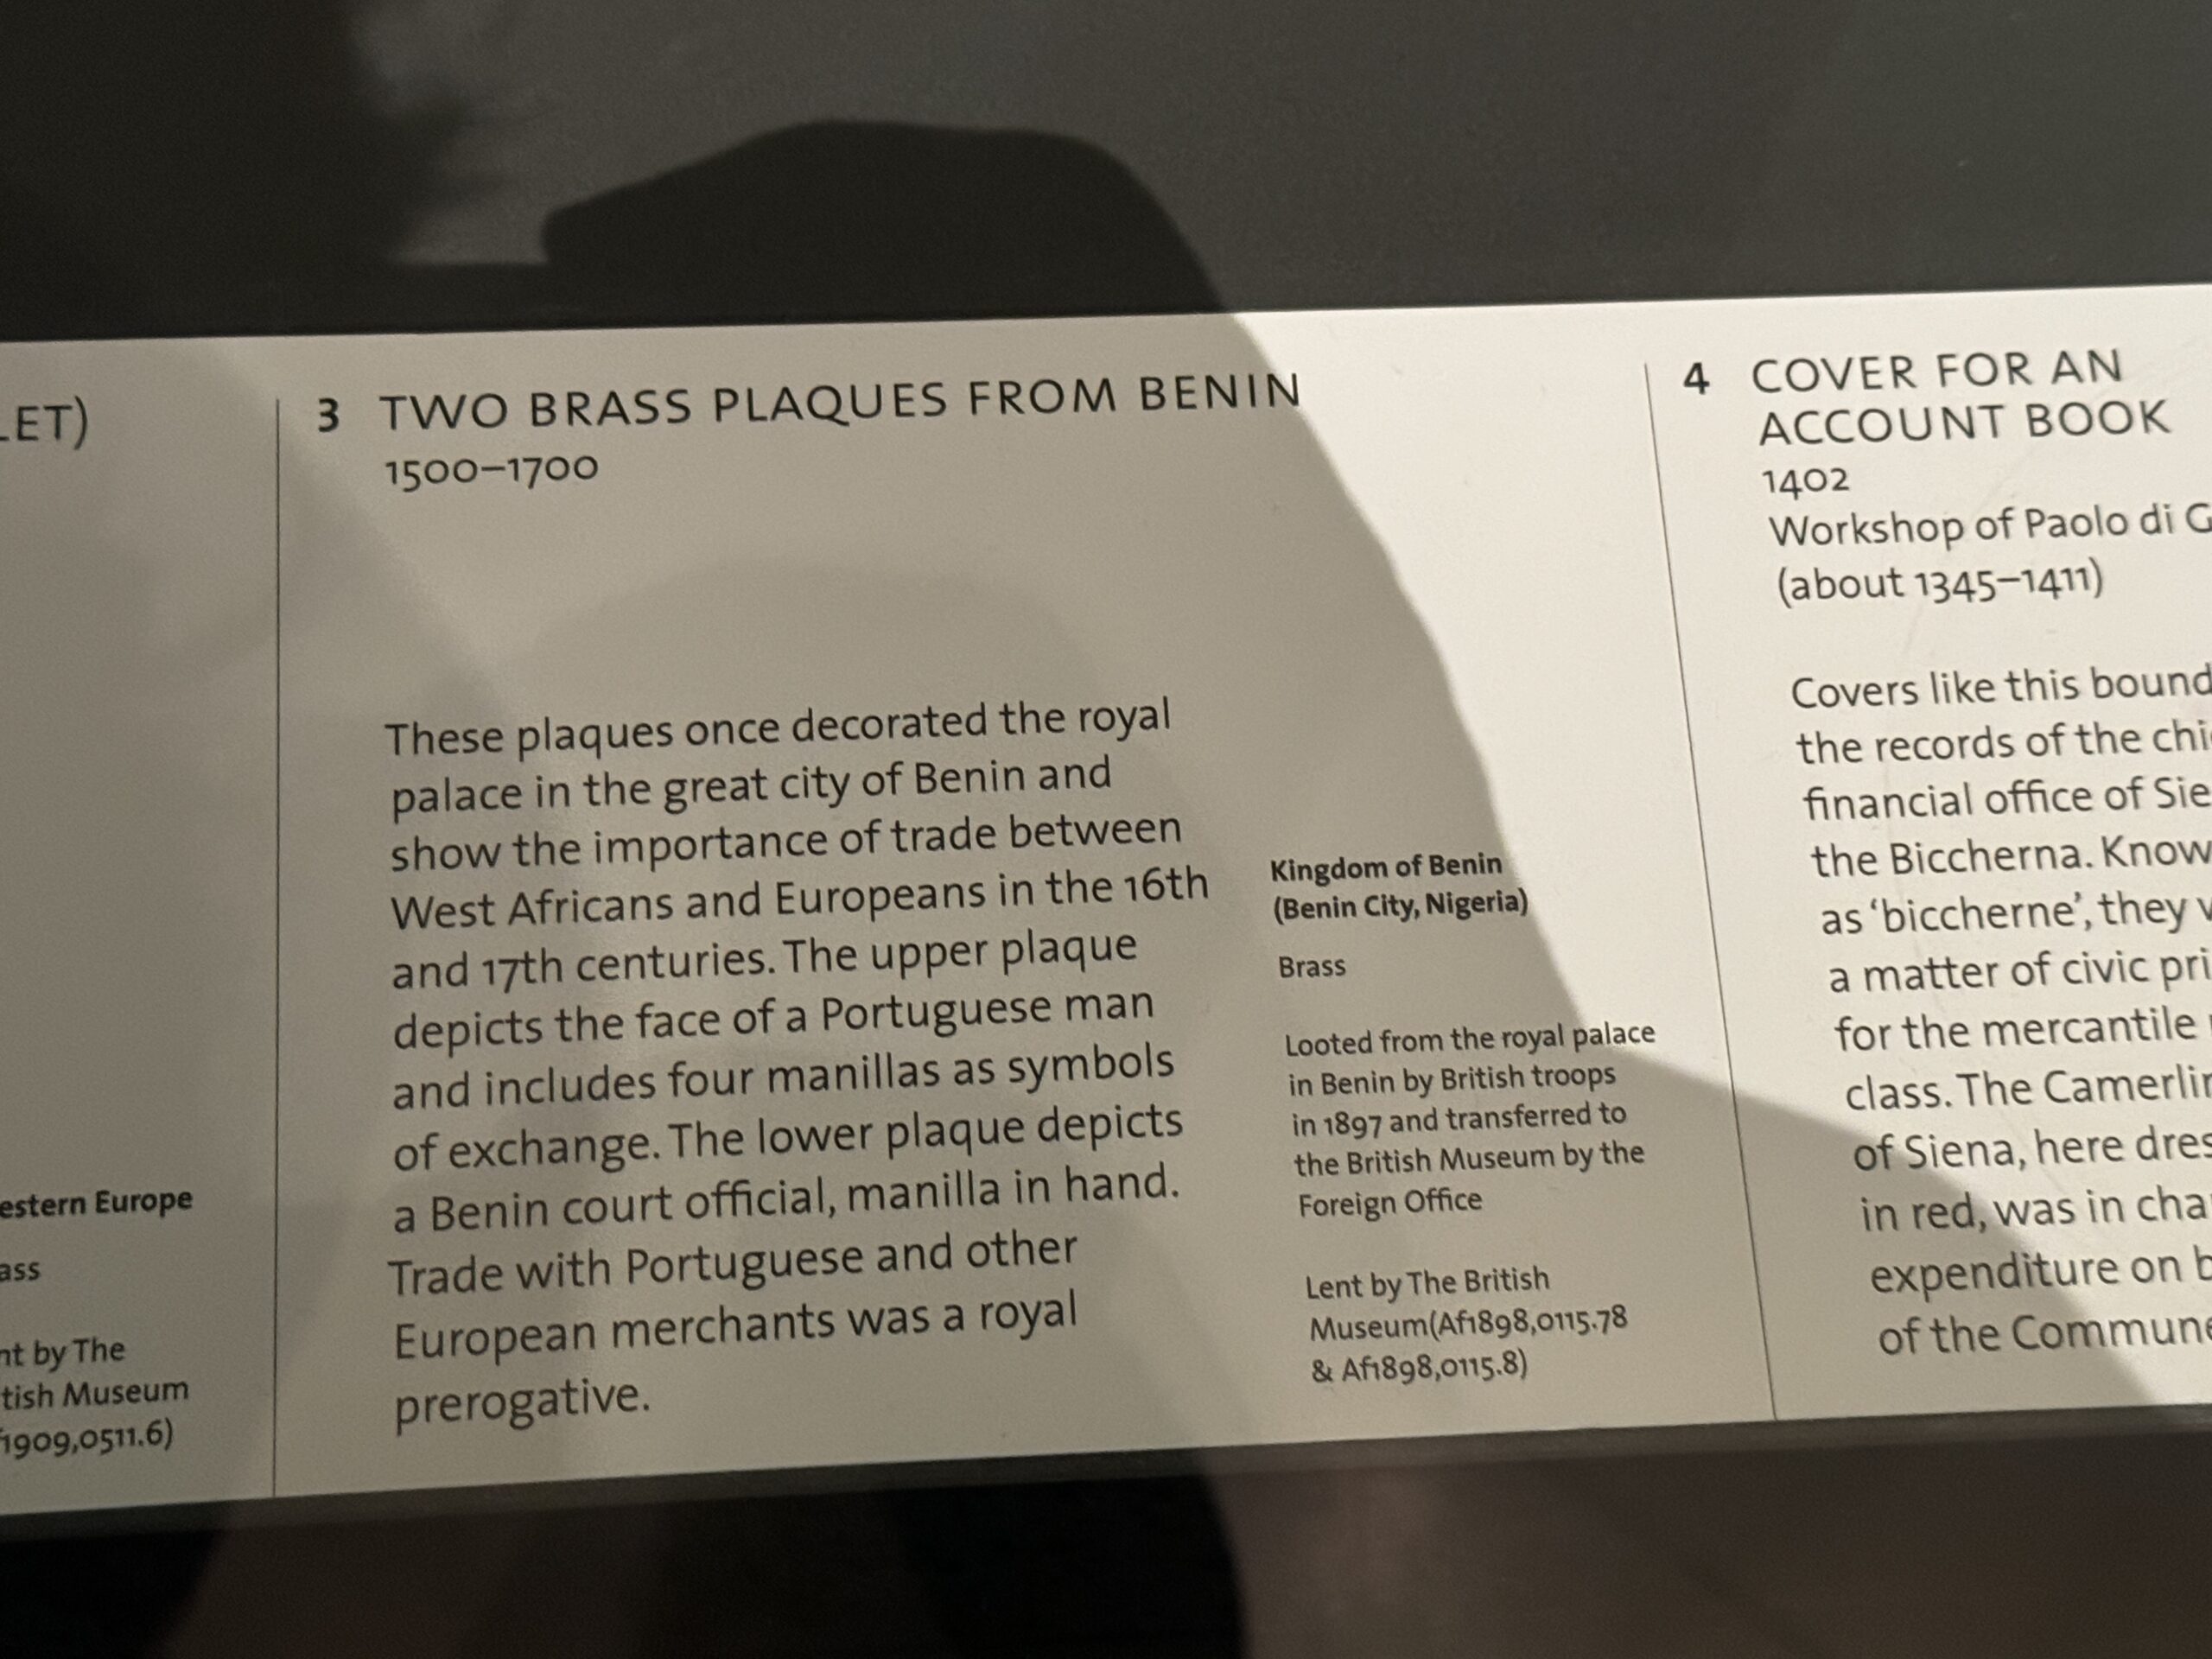 LET)
estern Europe
ass
nt by The
tish Museum
1909,0511.6)
3 TWO BRASS PLAQUES FROM BENIN
1500–1700
These plaques once decorated the royal
palace in the great city of Benin and
show the importance of trade between
West Africans and Europeans in the 16th
and 17th centuries. The upper plaque
depicts the face of a Portuguese man
and includes four manillas as symbols
of exchange. The lower plaque depicts
a Benin court official, manilla in hand.
Trade with Portuguese and other
European merchants was a royal
prerogative.
Kingdom of Benin
(Benin City, Nigeria)
Brass
Looted from the royal palace
in Benin by British troops
in 1897 and transferred to
the British Museum by the
Foreign Office
Lent by The British
Museum(Af1898,0115.78
& Af1898,0115.8)
4 COVER FOR AN
ACCOUNT BOOK
1402
Workshop of Paolo di G
(about 1345–1411)
Covers like this bound
the records of the chi
financial office of Sie
the Biccherna. Know
as ‘biccherne’, they
a matter of civic pri
for the mercantile
class. The Camerlin
of Siena, here dres
in red, was in cha
expenditure on b
of the Commune